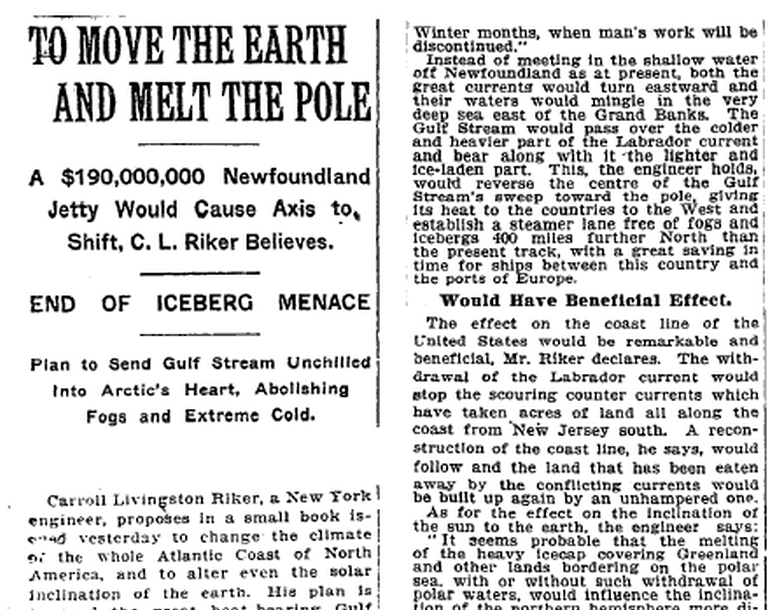 TO MOVE THE EARTH
AND MELT THE POLE
A $190,000,000 Newfoundland
Jetty Would Cause Axis to
Shift, C. L. Riker Believes.
END OF ICEBERG MENACE
Plan to Send Gulf Stream Unchilled
Into Arctic's Heart, Abolishing
Fogs and Extreme Cold.
Carroll Livingston Riker, a New York
engineer, proposes in a small book is-
yesterday to change the climate
of the whole Atlantic Coast of North
America, and to alter even the solar
inclination of the earth. His plan is
the great heat-bearing Gulf
Winter months, when man's work will be
discontinued."
Instead of meeting in the shallow water
off Newfoundland as at present, both the
great currents would turn eastward and
their waters would mingle in the very
deep sea east of the Grand Banks. The
Gulf Stream would pass over the colder
and heavier part of the Labrador current
and bear along with it the lighter and
ice-laden part. This, the engineer holds,
would reverse the centre of the Gulf
Stream's sweep toward the pole, giving
its heat to the countries to the West and
establish a steamer lane free of fogs and
icebergs 400 miles further North than
the present track, with a great saving in
time for ships between this country and
the ports of Europe.
Would Have Beneficial Effect.
The effect on the coast line of the
United States would be remarkable and
beneficial, Mr. Riker declares. The with-
drawal of the Labrador current would
stop the scouring counter currents which
have taken acres of land all along the
coast from New Jersey south. A recon-
struction of the coast line, he says, would
follow and the land that has been eaten
away by the conflicting currents would
be built up again by an unhampered one.
As for the effect on the inclination of
the sun to the earth, the engineer says:
"It seems probable that the melting
of the heavy icecap covering Greenland
and other lands bordering on the polar
sea, with or without such withdrawal of
polar waters, would influence the inclina-
tion of the northern hemisphere more di-